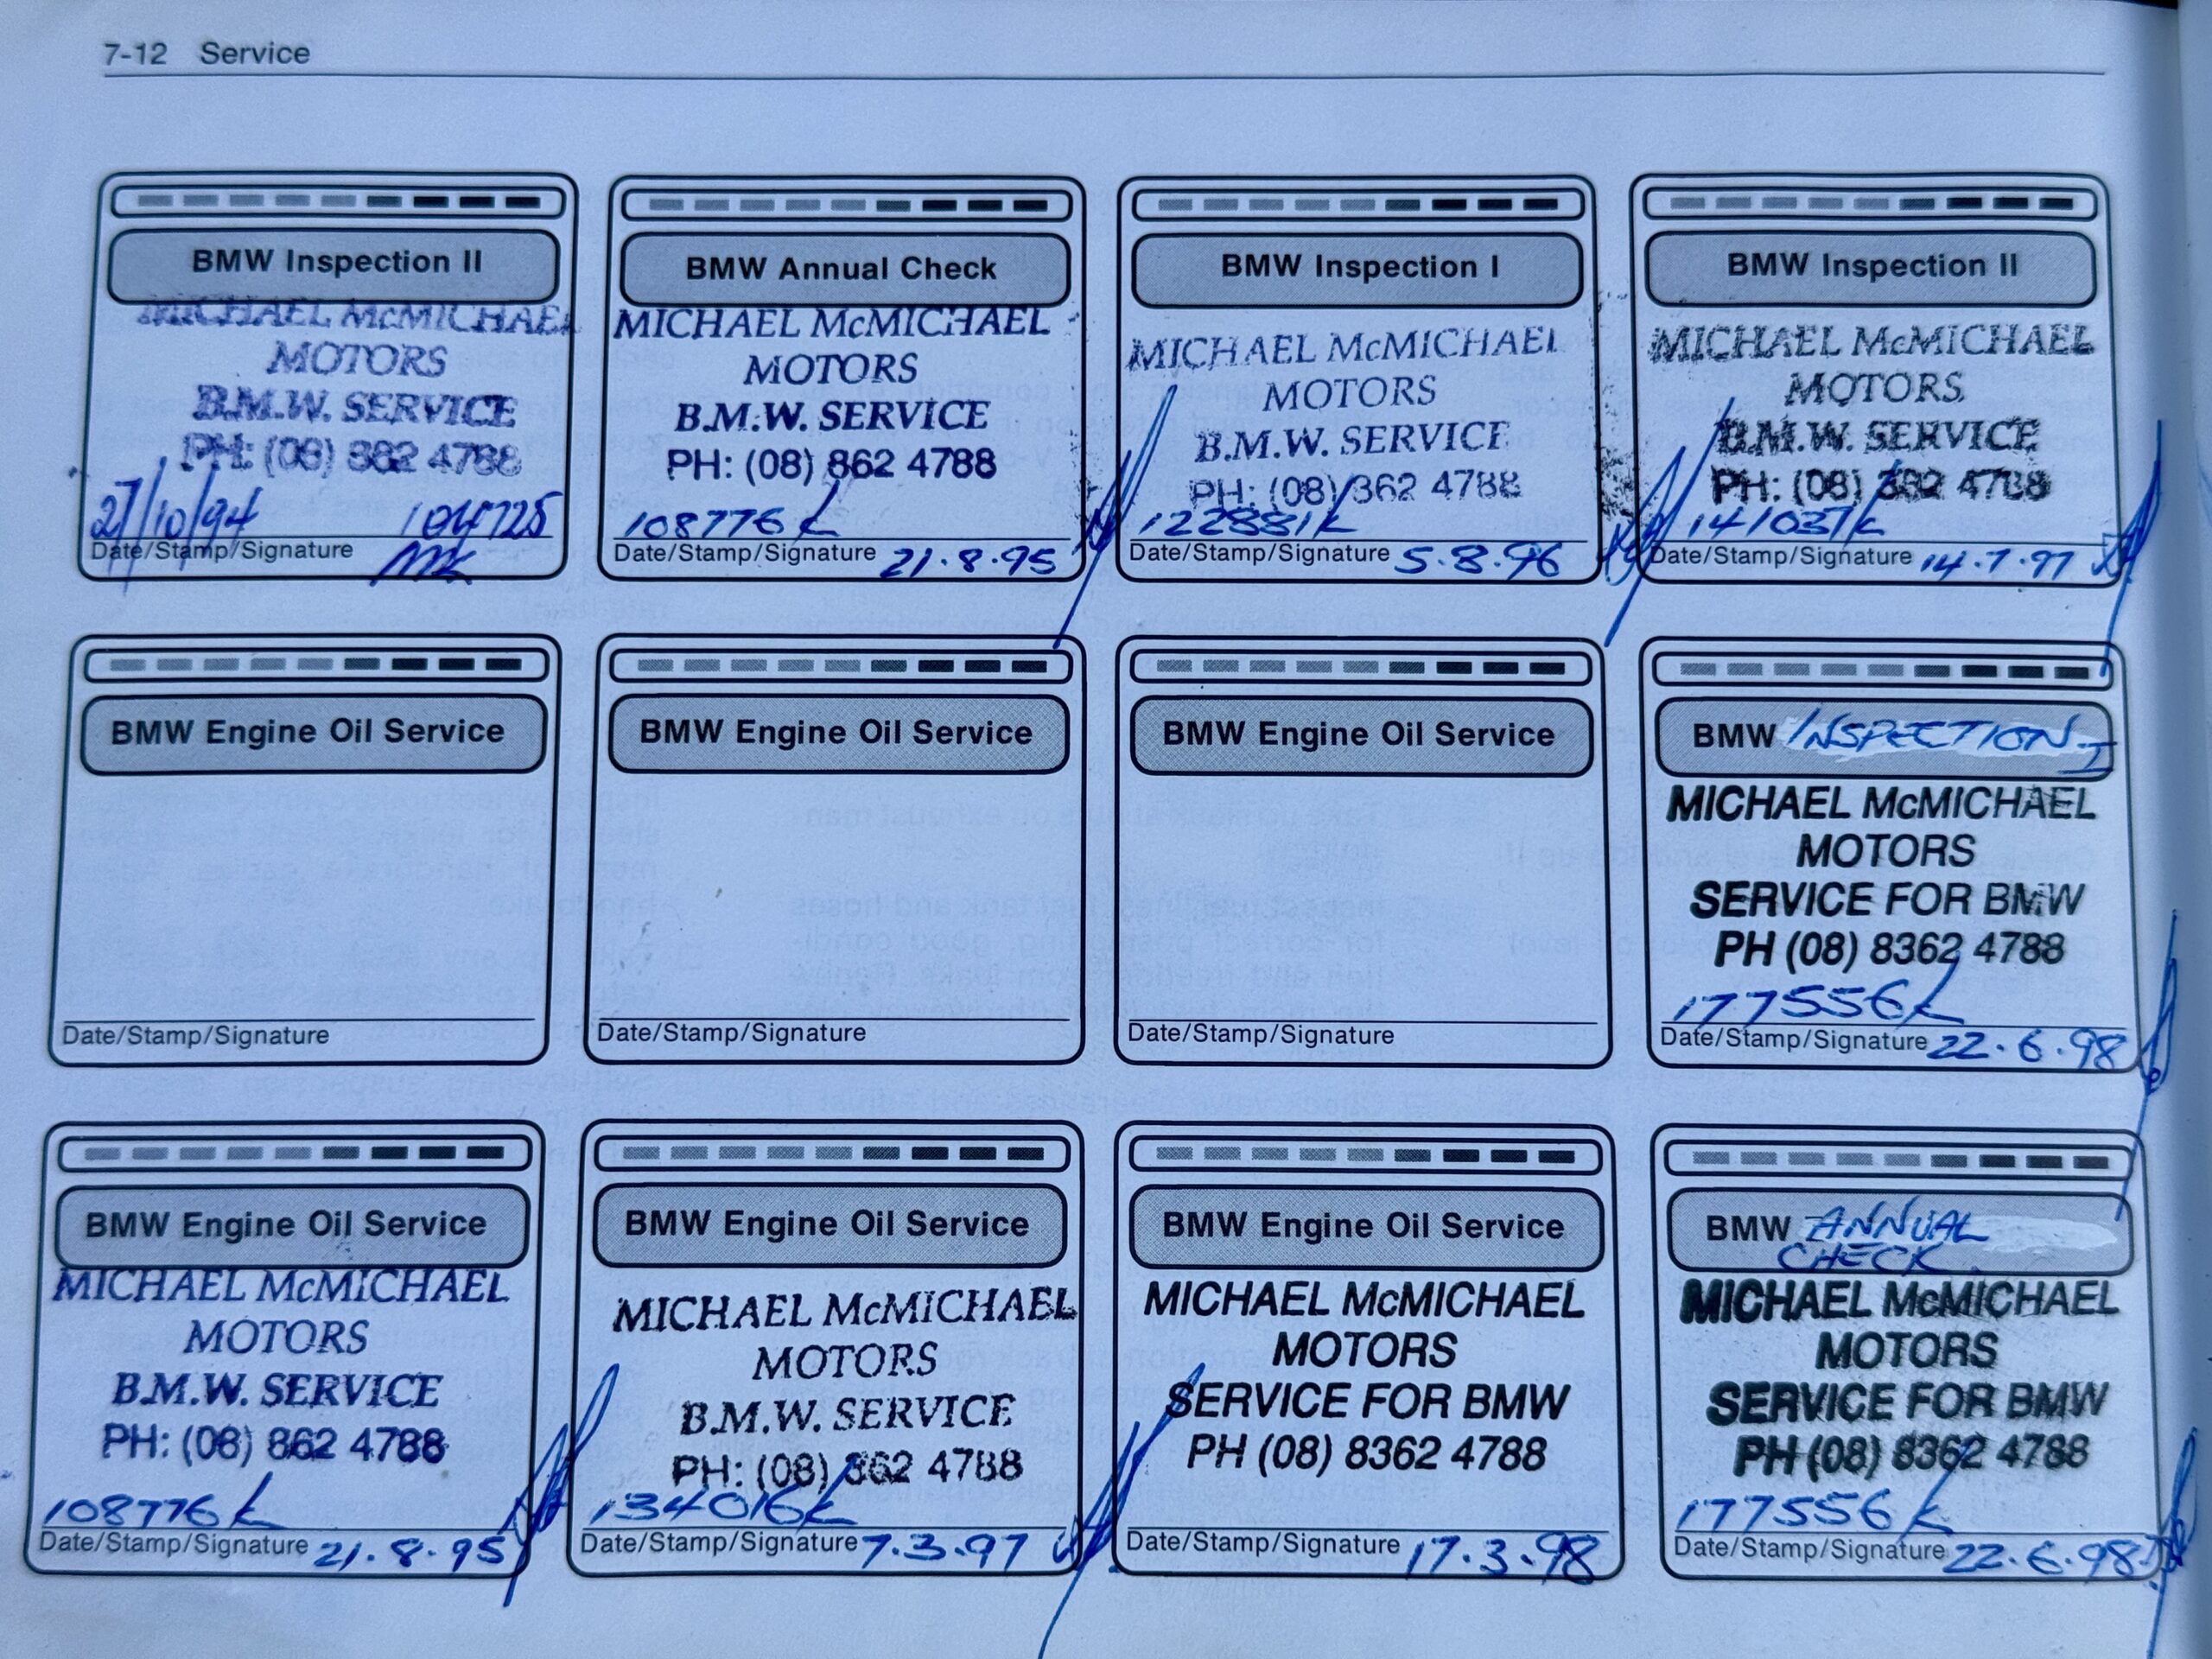 7-12 Service
BMW Inspection II
MICHAEL McMICHAEL
MOTORS
B.M.W. SERVICE
PH: (08) 362 4788
27/10/94 104725
Date/Stamp/Signature
BMW Annual Check
MICHAEL McMICHAEL
MOTORS
B.M.W. SERVICE
PH: (08) 362 4788
108776 K
Date/Stamp/Signature 21.8.95
BMW Inspection I
MICHAEL McMICHAEL
MOTORS
B.M.W. SERVICE
PH: (08) 362 4788
122881K
Date/Stamp/Signature 5.8.96
BMW Inspection II
MICHAEL McMICHAEL
MOTORS
B.M.W. SERVICE
PH: (08) 362 4788
141037K
Date/Stamp/Signature 14.7.97
BMW Engine Oil Service
Date/Stamp/Signature
BMW Engine Oil Service
Date/Stamp/Signature
BMW Engine Oil Service
Date/Stamp/Signature
BMW INSPECTION I
MICHAEL McMICHAEL
MOTORS
SERVICE FOR BMW
PH (08) 8362 4788
177556K
Date/Stamp/Signature 22.6.98
BMW Engine Oil Service
MICHAEL McMICHAEL
MOTORS
B.M.W. SERVICE
PH: (08) 362 4788
108776 K
Date/Stamp/Signature 21.8.95
BMW Engine Oil Service
MICHAEL McMICHAEL
MOTORS
B.M.W. SERVICE
PH: (08) 362 4788
134016K
Date/Stamp/Signature 7.3.97
BMW Engine Oil Service
MICHAEL McMICHAEL
MOTORS
SERVICE FOR BMW
PH (08) 8362 4788
Date/Stamp/Signature 17.3.98
BMW ANNUAL
CHECK
MICHAEL McMICHAEL
MOTORS
SERVICE FOR BMW
PH (08) 8362 4788
177556 K
Date/Stamp/Signature 22.6.98